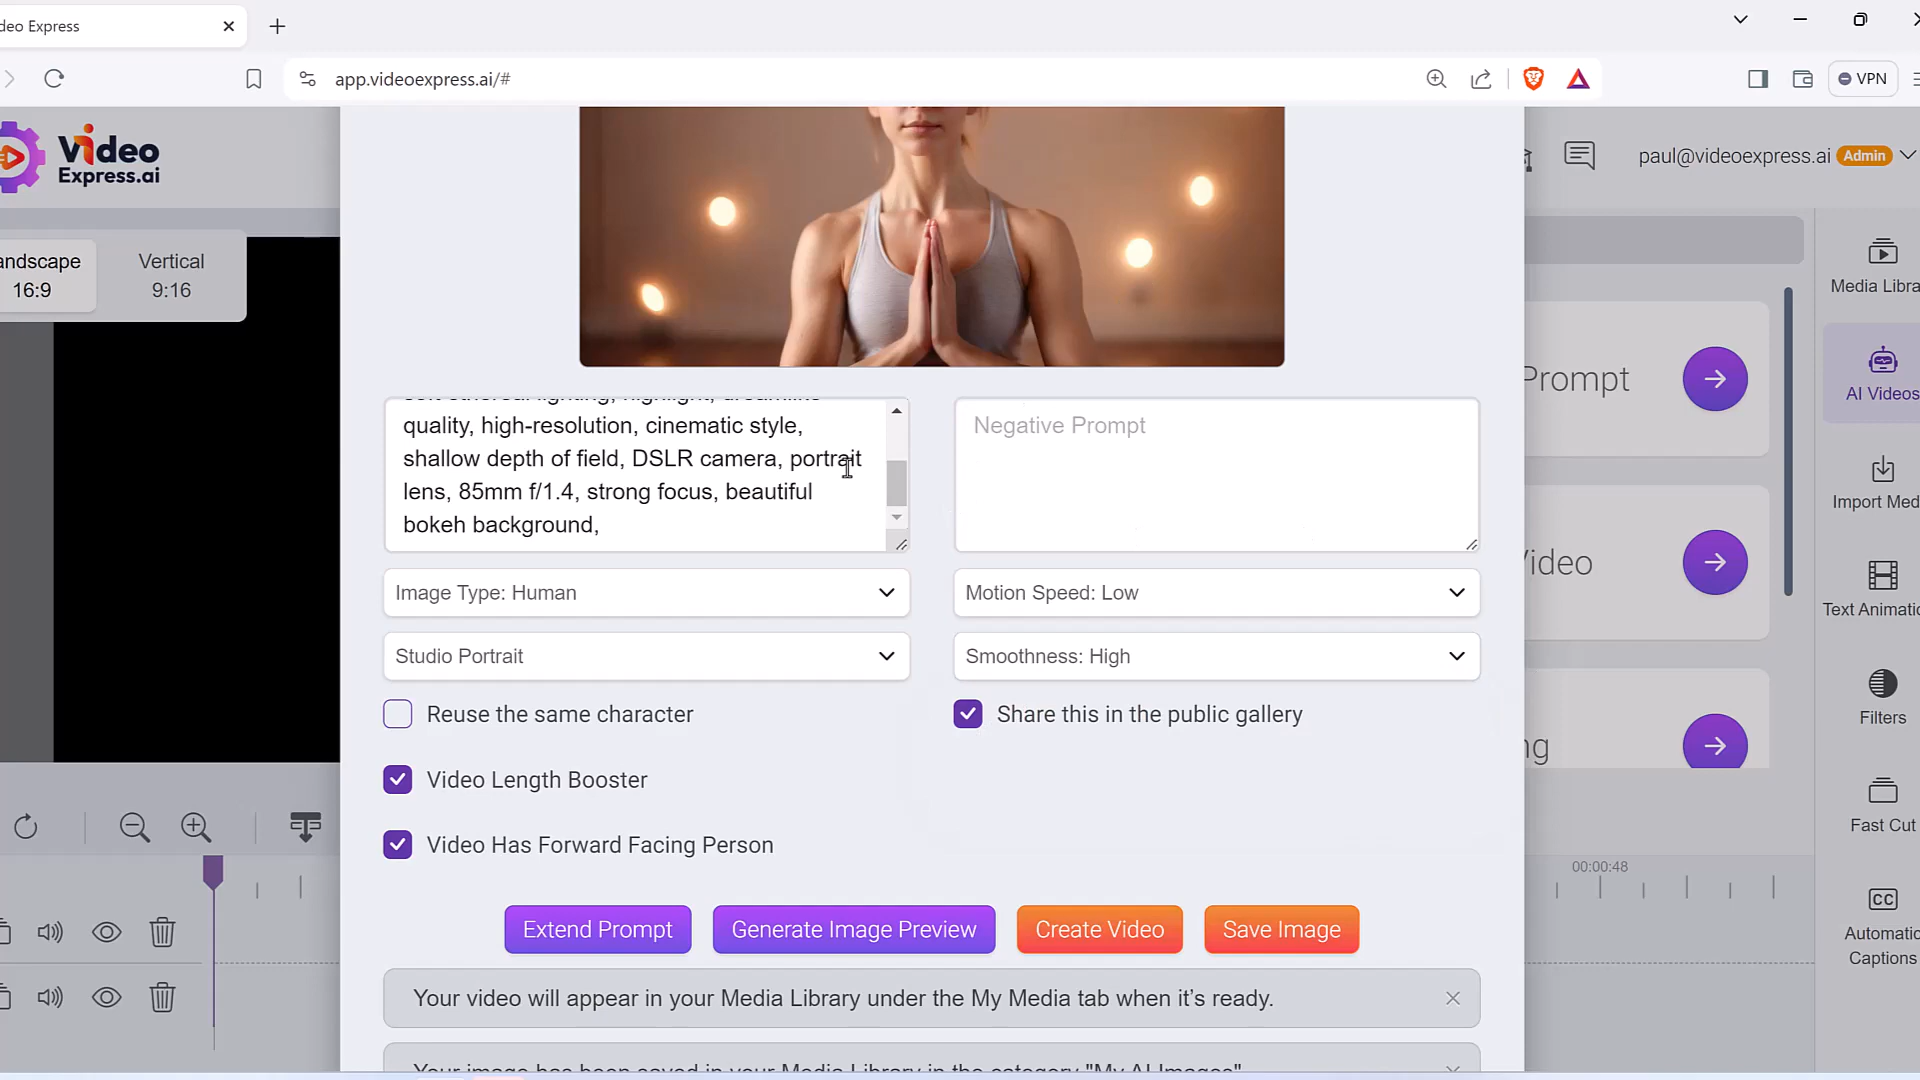 deo Express
app.videoexpress.ai/#
VPN
Video
Express.ai
paul@videoexpress.ai Admin
andscape
16:9
Vertical
9:16
quality, high-resolution, cinematic style,
shallow depth of field, DSLR camera, portrait
lens, 85mm f/1.4, strong focus, beautiful
bokeh background,
Negative Prompt
Image Type: Human
Motion Speed: Low
Studio Portrait
Smoothness: High
Reuse the same character
Share this in the public gallery
Video Length Booster
Video Has Forward Facing Person
Extend Prompt
Generate Image Preview
Create Video
Save Image
Your video will appear in your Media Library under the My Media tab when it's ready.
Your image has been saved in your Media Library in the category "My AI Images"
Prompt
ideo
ng
00:00:48
Media Libra
AI Videos
Import Med
Text Animatio
Filters
Fast Cut
CC
Automatic
Captions